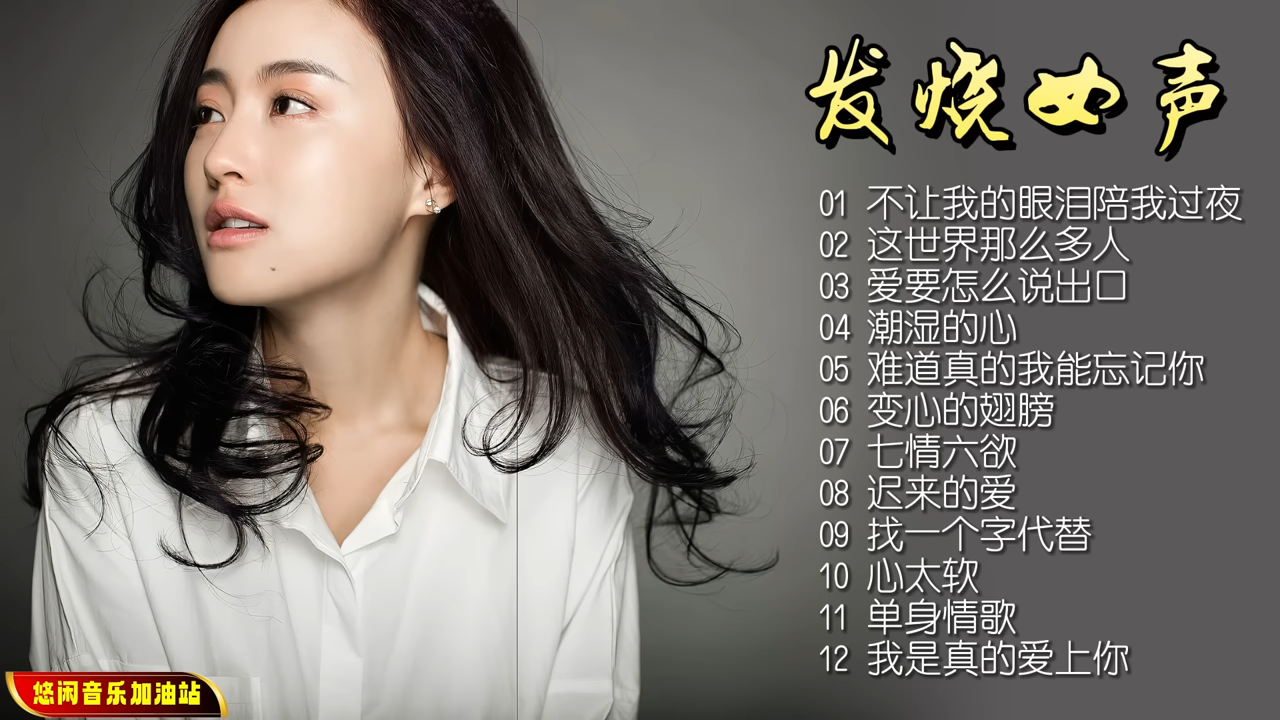 发烧女声
01 不让我的眼泪陪我过夜
02 这世界那么多人
03 爱要怎么说出口
04 潮湿的心
05 难道真的我能忘记你
06 变心的翅膀
07 七情六欲
08 迟来的爱
09 找一个字代替
10 心太软
11 单身情歌
12 我是真的爱上你
悠闲音乐加油站